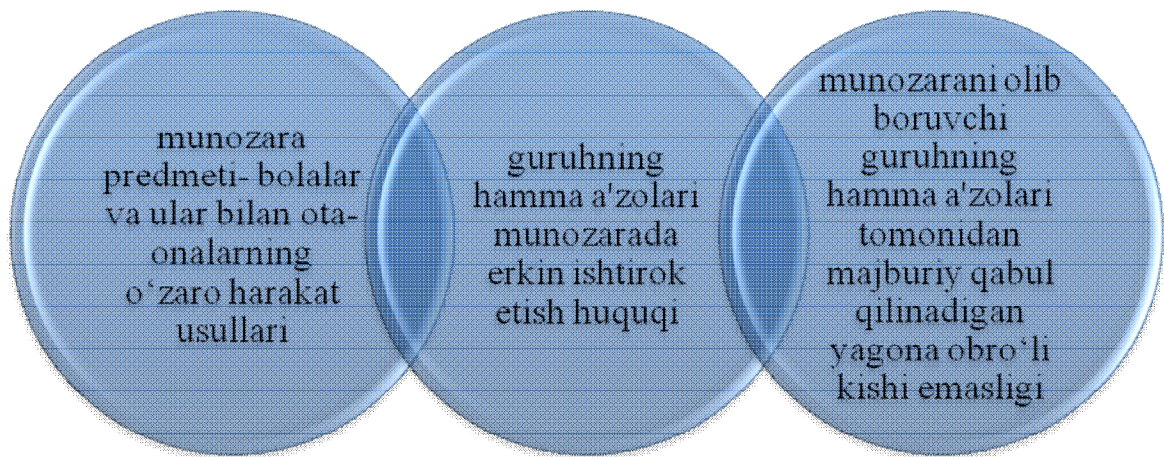 munozara
predmeti- bolalar
va ular bilan ota-
onalarning
o‘zaro harakat
usullari
guruhning
hamma a'zolari
munozarada
erkin ishtirok
etish huquqi
munozarani olib
boruvchi
guruhning
hamma a'zolari
tomonidan
majburiy qabul
qilinadigan
yagona obro‘li
kishi emasligi